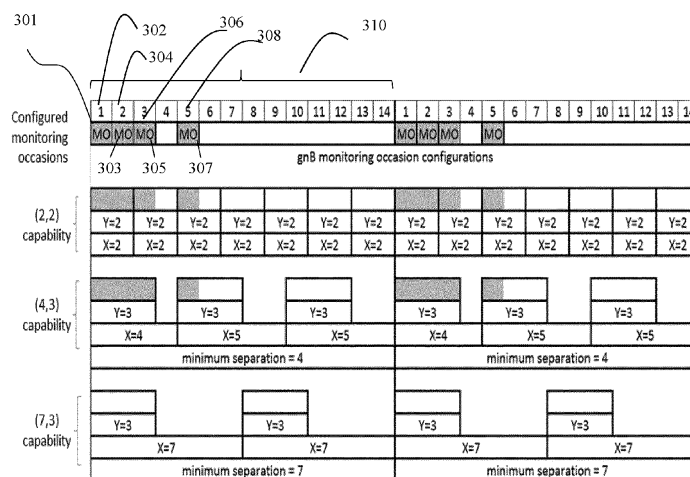 301
302
304
306
308
310
1 2 3 4 5 6 7 8 9 10 11 12 13 14 1 2 3 4 5 6 7 8 9 10 11 12 13 14
Configured monitoring occasions
MO MO MO MO MO MO MO MO
303 305 307
gnB monitoring occasion configurations
(2,2) capability
Y=2 Y=2 Y=2 Y=2 Y=2 Y=2 Y=2 Y=2 Y=2 Y=2 Y=2 Y=2 Y=2 Y=2
X=2 X=2 X=2 X=2 X=2 X=2 X=2 X=2 X=2 X=2 X=2 X=2 X=2 X=2
(4,3) capability
Y=3 Y=3 Y=3 Y=3 Y=3 Y=3
X=4 X=5 X=5 X=4 X=5 X=5
minimum separation = 4 minimum separation = 4
(7,3) capability
Y=3 Y=3 Y=3 Y=3
X=7 X=7 X=7 X=7
minimum separation = 7 minimum separation = 7